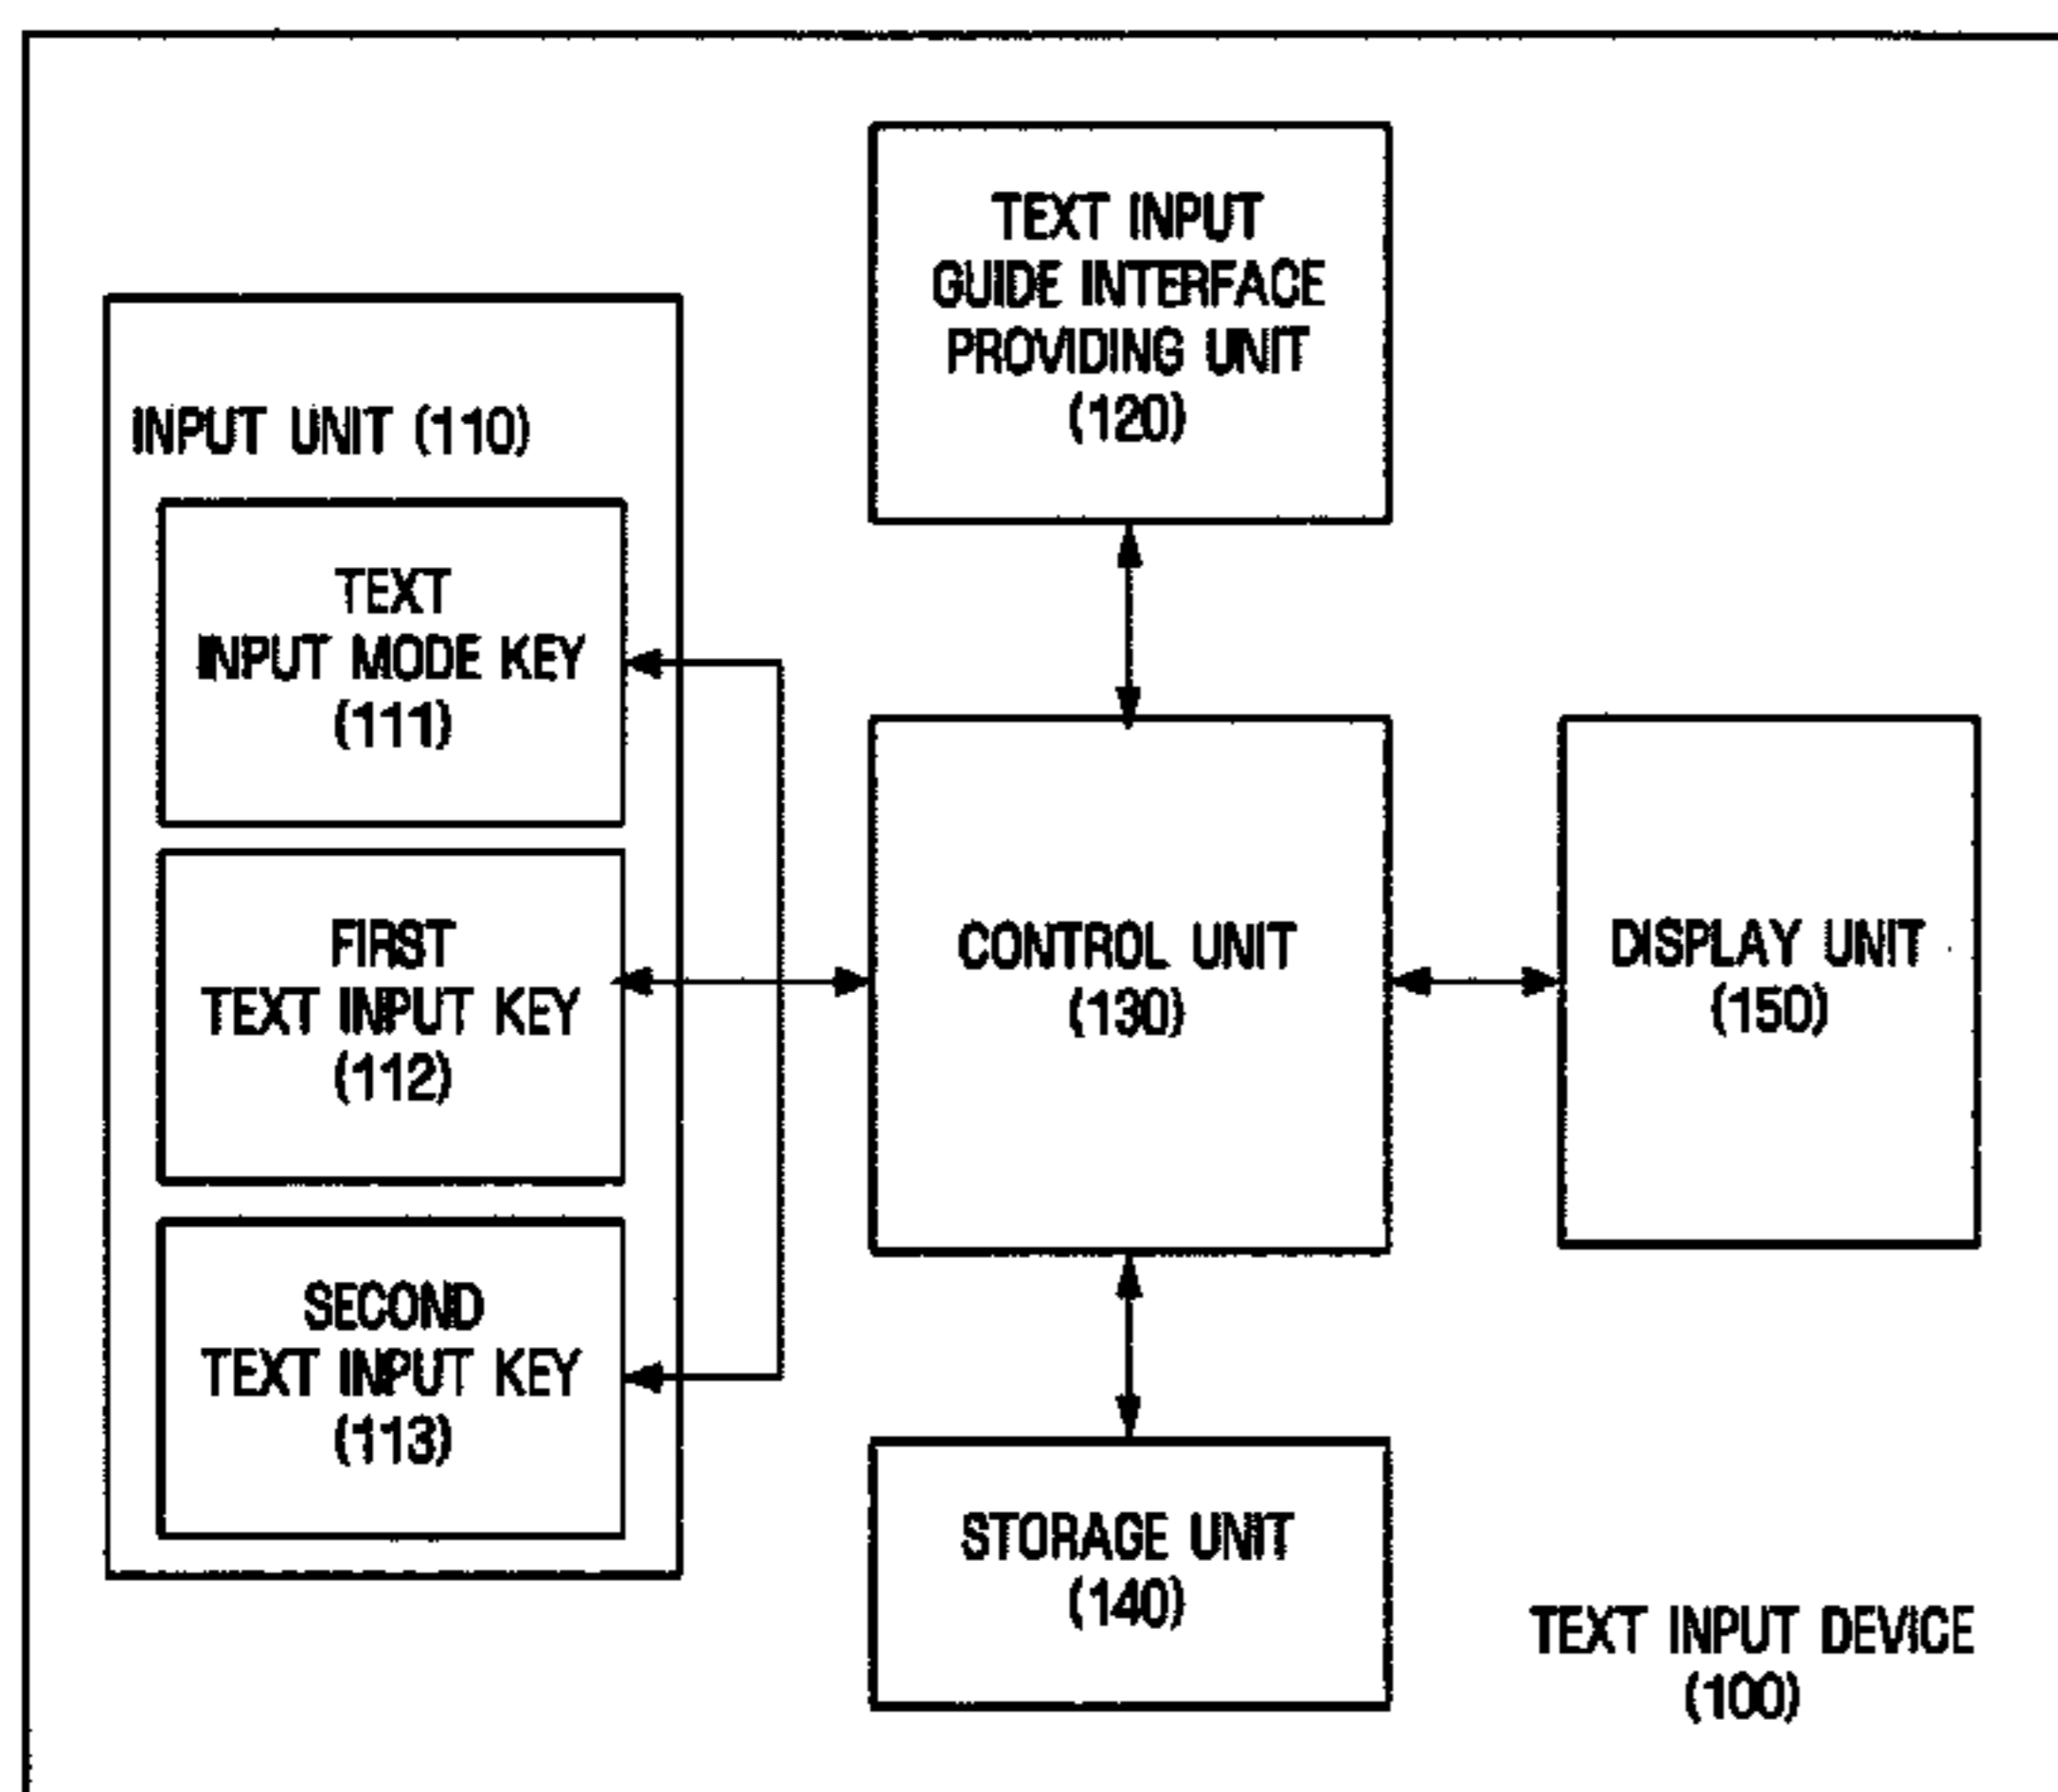 TEXT INPUT
GUIDE INTERFACE
PROVIDING UNIT
(120)
INPUT UNIT (110)
TEXT
INPUT MODE KEY
(111)
FIRST
TEXT INPUT KEY
(112)
SECOND
TEXT INPUT KEY
(113)
CONTROL UNIT
(130)
DISPLAY UNIT
(150)
STORAGE UNIT
(140)
TEXT INPUT DEVICE
(100)